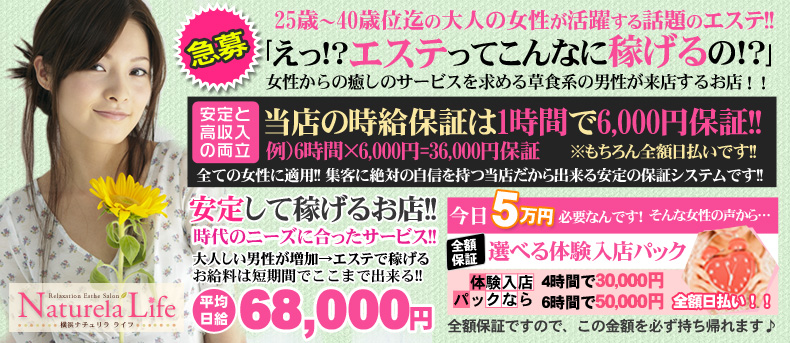 急募
25歳～40歳位迄の大人の女性が活躍する話題のエステ!!
「えっ!?エステってこんなに稼げるの!?」
女性からの癒しのサービスを求める草食系の男性が来店するお店！！
安定と
高収入
の両立
当店の時給保証は1時間で6,000円保証!!
例)6時間×6,000円=36,000円保証　※もちろん全額日払いです!!
全ての女性に適用!! 集客に絶対の自信を持つ当店だから出来る安定の保証システムです!!
安定して稼げるお店!!
時代のニーズに合ったサービス!!
大人しい男性が増加→エステで稼げる
お給料は短期間でここまで出来る!!
平均
日給
68,000円
今日5万円必要なんです! そんな女性の声から…
全額
保証
選べる体験入店パック
体験入店
パックなら
4時間で30,000円
6時間で50,000円
全額日払い！！
全額保証ですので、この金額を必ず持ち帰れます♪
Relaxation Esthe Salon
Naturela Life
横浜ナチュリラ ライフ